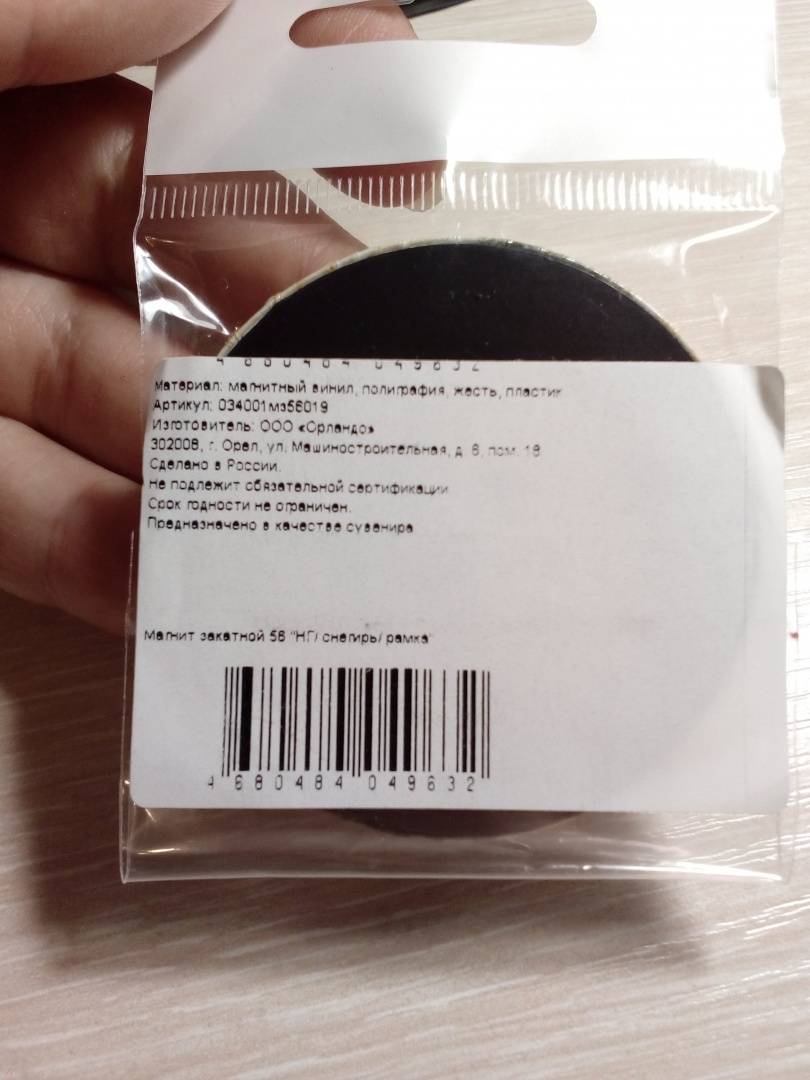 4680484 049632
Материал: магнитный винил, полиграфия, жесть, пластик
Артикул: 034001мз56019
Изготовитель: ООО «Орландо»
302008, г. Орел, ул. Машиностроительная, д. 6, пом. 18
Сделано в России.
Не подлежит обязательной сертификации
Срок годности не ограничен.
Предназначено в качестве сувенира
Магнит закатной 56 "НГ/ снегирь/ рамка"
4 680484 049632